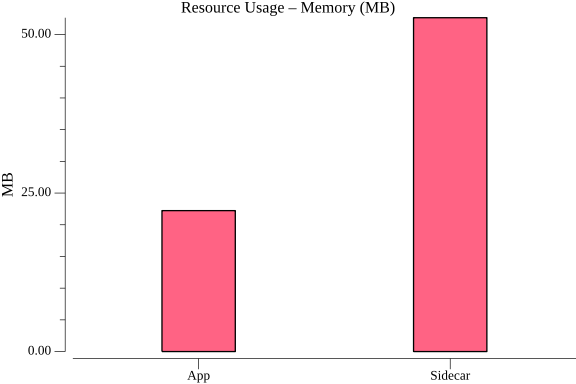 Resource Usage – Memory (MB)
50.00
25.00
0.00
MB
App
Sidecar